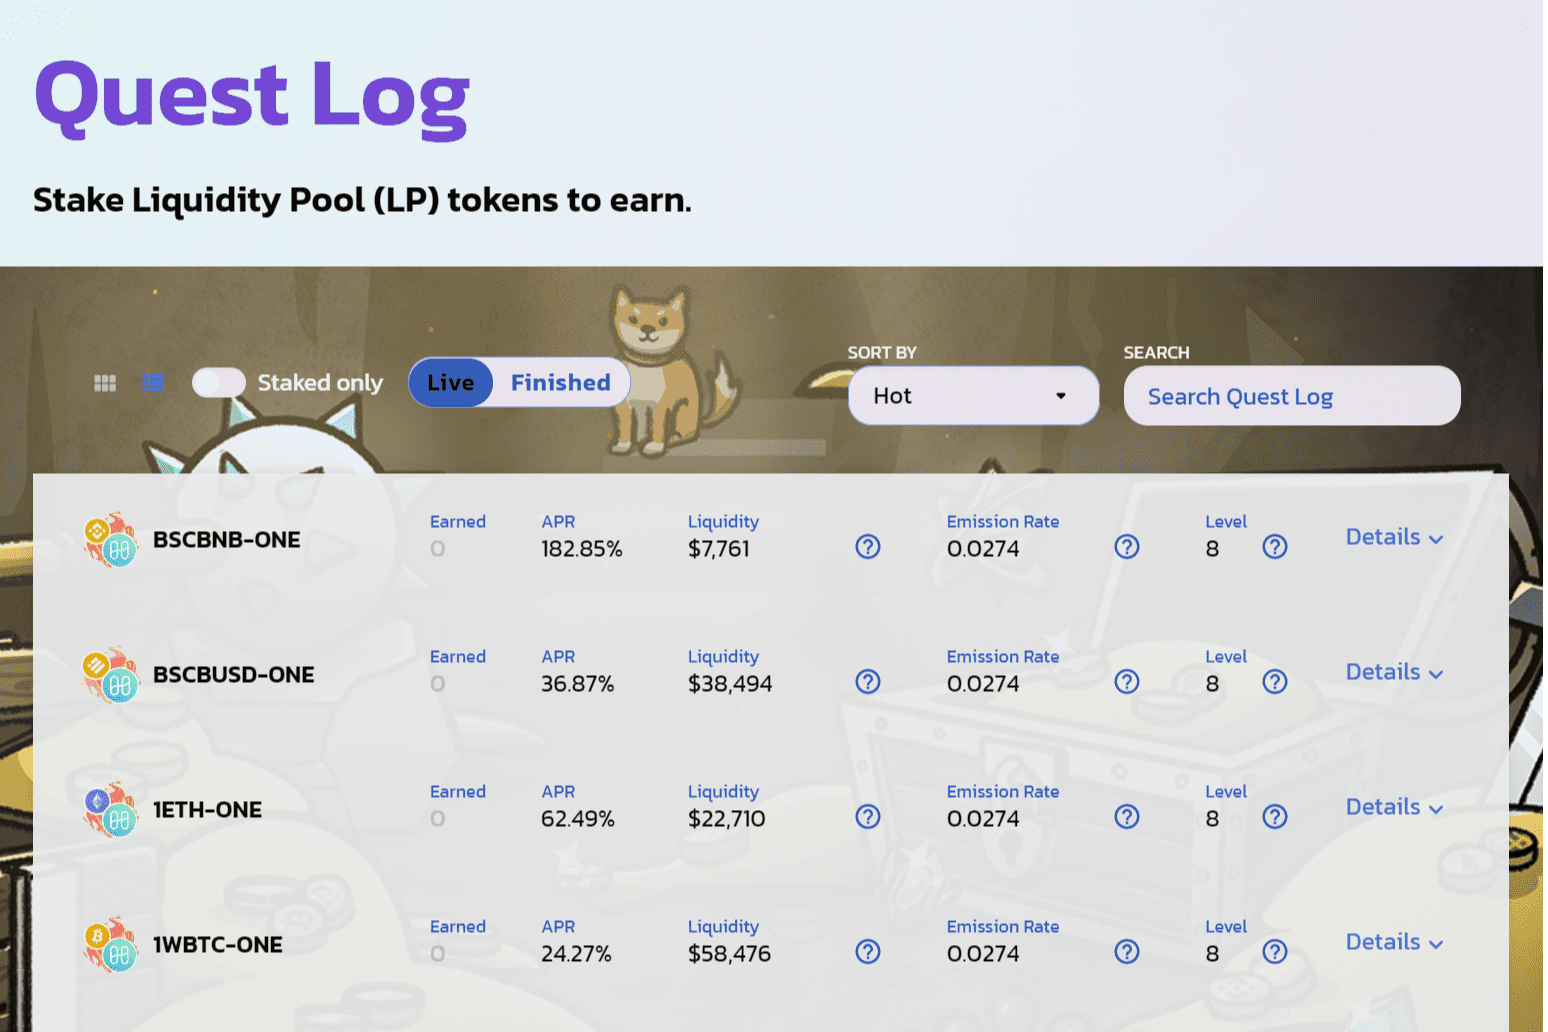 Quest Log
Stake Liquidity Pool (LP) tokens to earn.
Staked only
Live
Finished
SORT BY
Hot
SEARCH
Search Quest Log
BSCBNB-ONE
Earned
0
APR
182.85%
Liquidity
$7,761
Emission Rate
0.0274
Level
8
Details
BSCBUSD-ONE
Earned
0
APR
36.87%
Liquidity
$38,494
Emission Rate
0.0274
Level
8
Details
1ETH-ONE
Earned
0
APR
62.49%
Liquidity
$22,710
Emission Rate
0.0274
Level
8
Details
1WBTC-ONE
Earned
0
APR
24.27%
Liquidity
$58,476
Emission Rate
0.0274
Level
8
Details